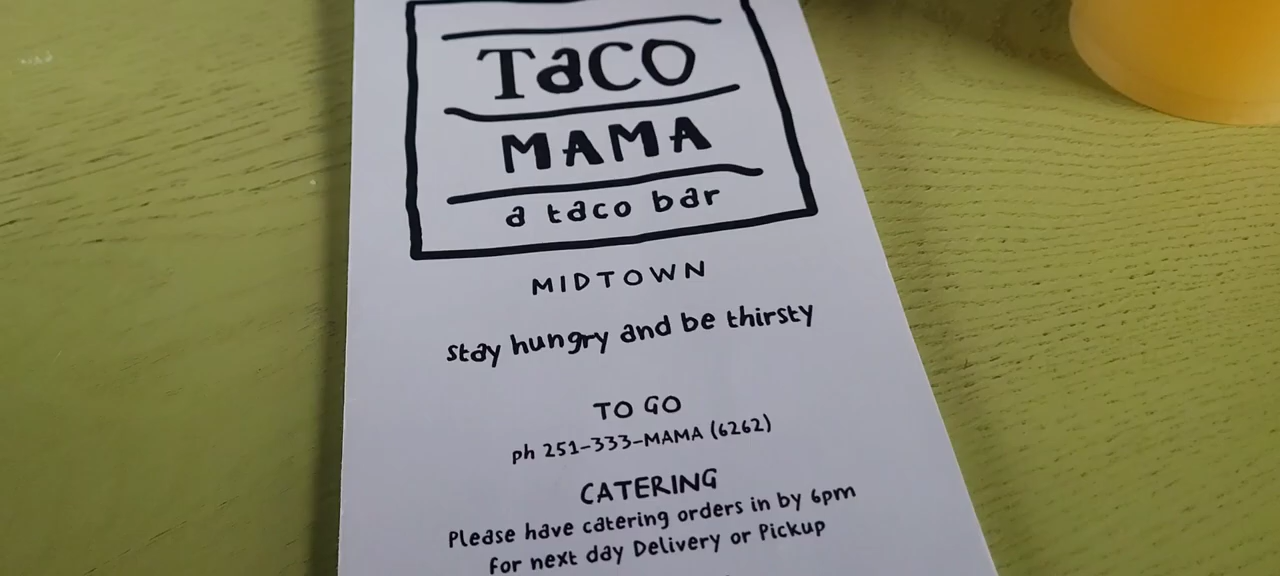 TaCO
MAMA
a taco bar
MIDTOWN
stay hungry and be thirsty
TO GO
ph 251-333-MAMA (6262)
CATERING
Please have catering orders in by 6pm
for next day Delivery or Pickup